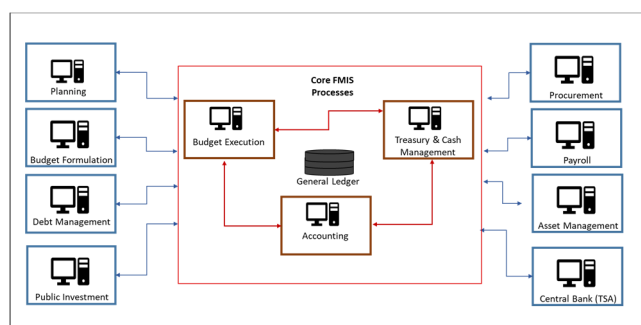 Core FMIS
Processes
Planning
Budget Formulation
Debt Management
Public Investment
Budget Execution
Treasury & Cash
Management
General Ledger
Accounting
Procurement
Payroll
Asset Management
Central Bank (TSA)